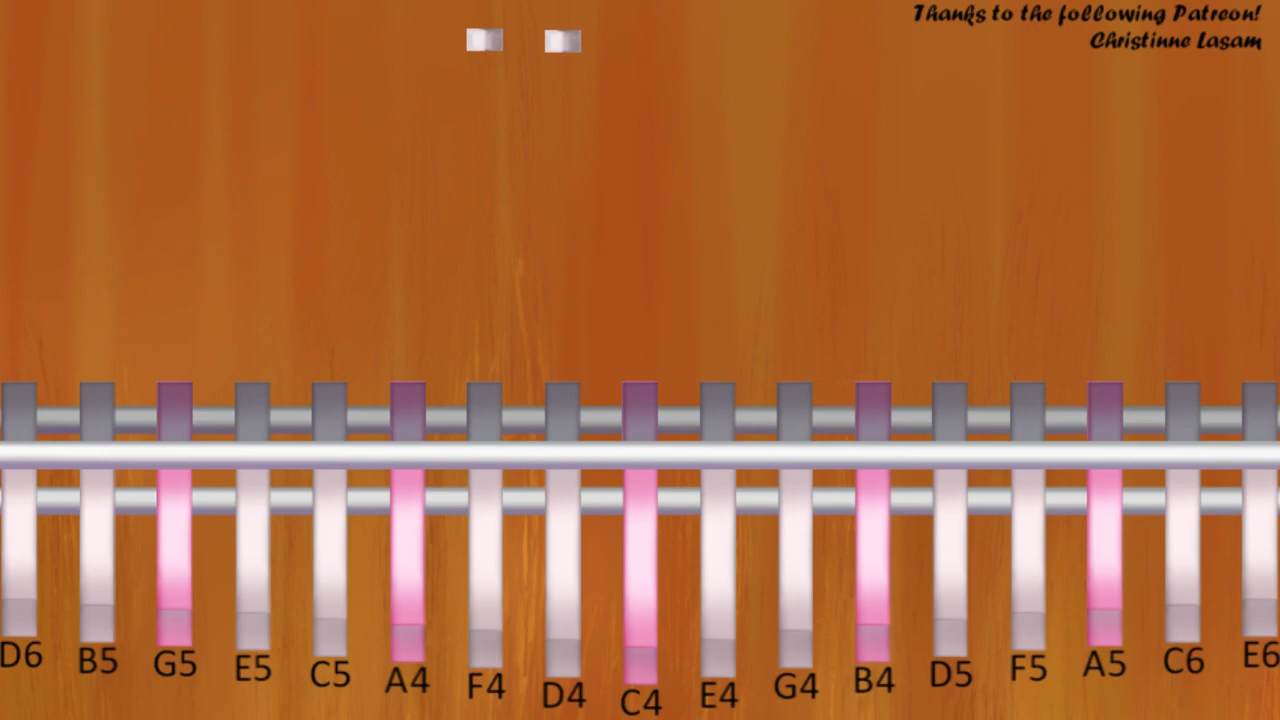 Thanks to the following Patreon!
Christinne Lasam
D6 B5 G5 E5 C5 A4 F4 D4 C4 E4 G4 B4 D5 F5 A5 C6 E6